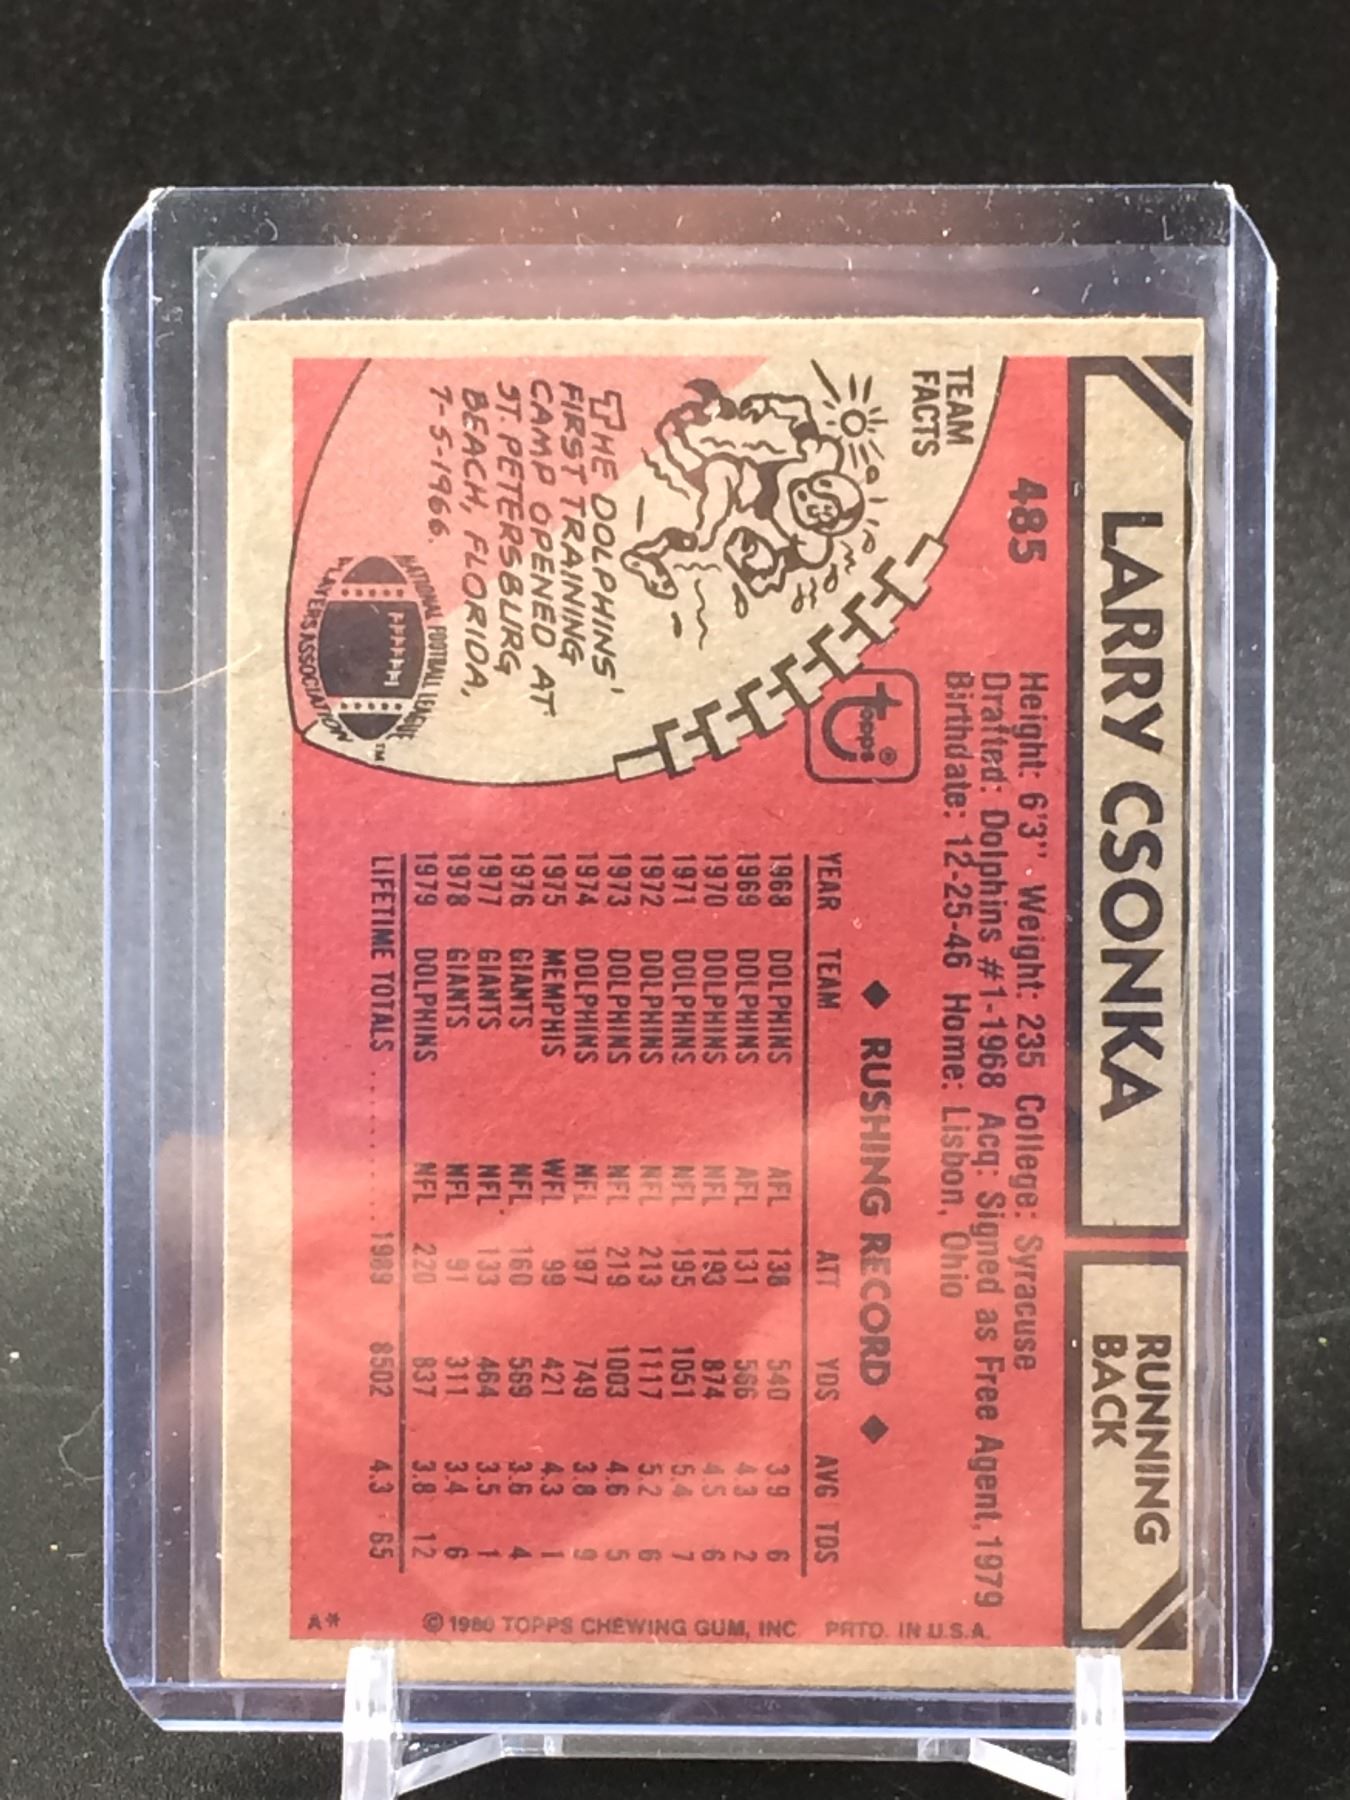 LARRY CSONKA
RUNNING
BACK
485
Height: 6'3" Weight: 235 College: Syracuse
Drafted: Dolphins #1-1968 Acq: Signed as Free Agent, 1979
Birthdate: 12-25-46 Home: Lisbon, Ohio
TEAM
FACTS
THE DOLPHINS'
FIRST TRAINING
CAMP OPENED AT
ST. PETERSBURG
BEACH, FLORIDA,
7-5-1966.
NATIONAL FOOTBALL LEAGUE
PLAYERS ASSOCIATION
TM
topps®
◆ RUSHING RECORD ◆
YEAR TEAM ATT YDS AVG TDS
1968 DOLPHINS AFL 138 540 3.9 6
1969 DOLPHINS AFL 131 566 4.3 2
1970 DOLPHINS NFL 193 874 4.5 6
1971 DOLPHINS NFL 195 1051 5.4 7
1972 DOLPHINS NFL 213 1117 5.2 6
1973 DOLPHINS NFL 219 1003 4.6 5
1974 DOLPHINS NFL 197 749 3.8 9
1975 MEMPHIS WFL 99 421 4.3 1
1976 GIANTS NFL 160 569 3.6 4
1977 GIANTS NFL 133 464 3.5 1
1978 GIANTS NFL 91 311 3.4 6
1979 DOLPHINS NFL 220 837 3.8 12
LIFETIME TOTALS ........... 1989 8502 4.3 65
© 1980 TOPPS CHEWING GUM, INC. PRTD. IN U.S.A.
A*